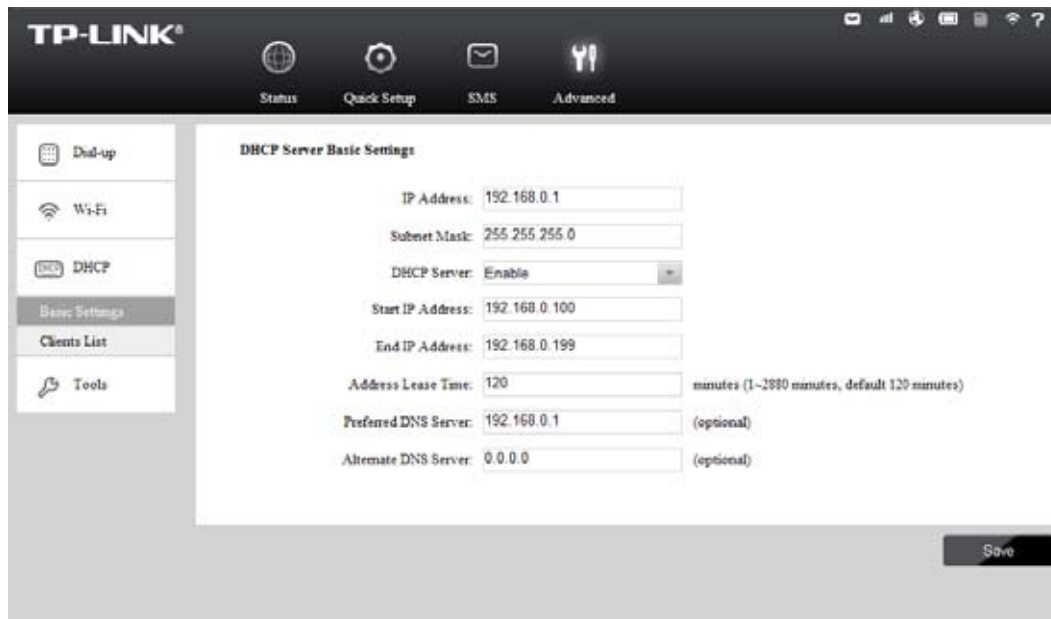 TP-LINK®
?
Status Quick Setup SMS Advanced
Dial-up
Wi-Fi
DHCP DHCP
Basic Settings
Clients List
Tools
DHCP Server Basic Settings
IP Address: 192.168.0.1
Subnet Mask: 255.255.255.0
DHCP Server: Enable
Start IP Address: 192.168.0.100
End IP Address: 192.168.0.199
Address Lease Time: 120 minutes (1~2880 minutes, default 120 minutes)
Preferred DNS Server: 192.168.0.1 (optional)
Alternate DNS Server: 0.0.0.0 (optional)
Save